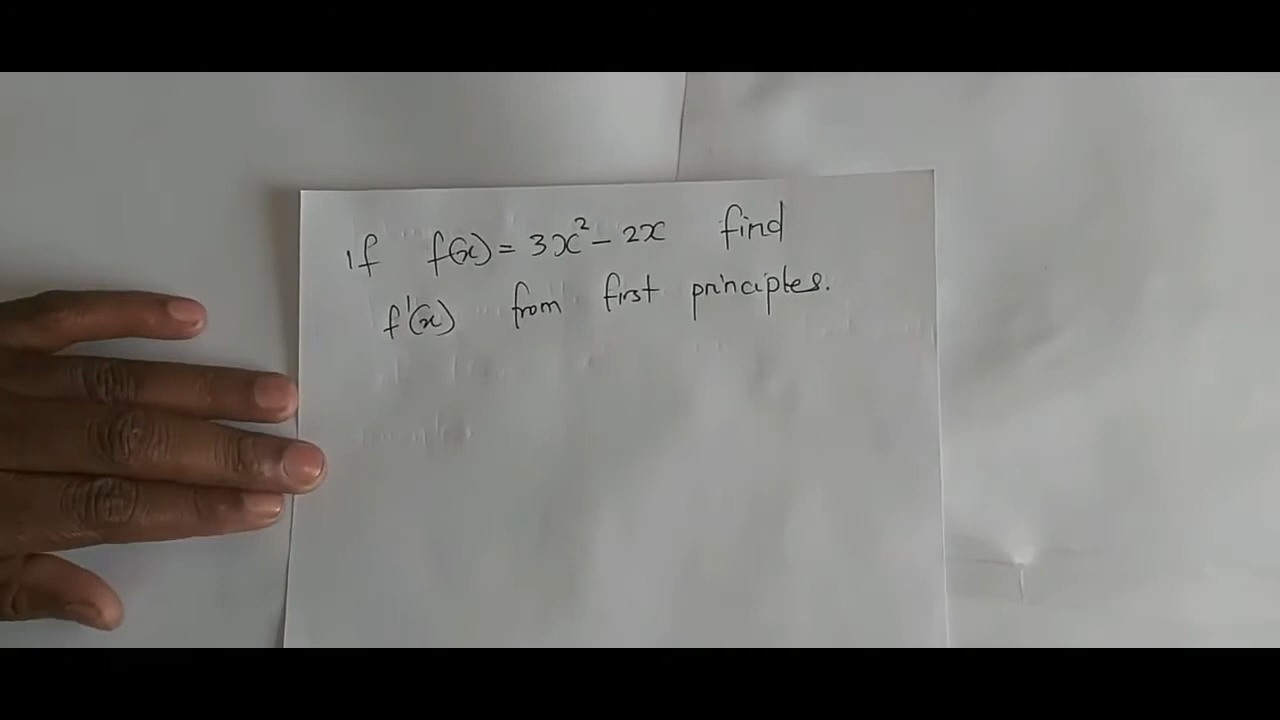 If f(x) = 3x² - 2x find
f'(x) from first principles.